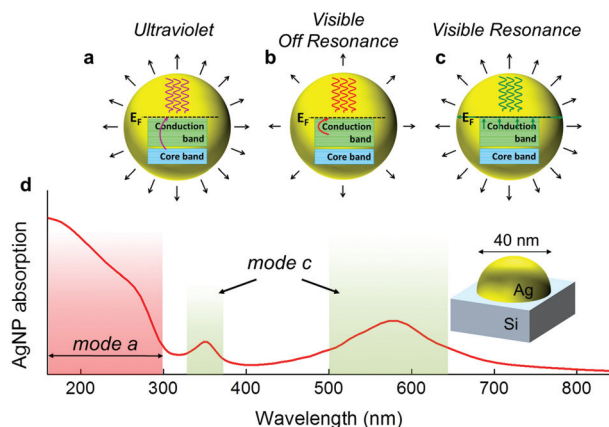 Ultraviolet
Visible
Off Resonance
Visible Resonance
a
b
c
E_F
Conduction
band
Core band
E_F
Conduction
band
Core band
E_F
Conduction
band
Core band
d
AgNP absorption
mode a
mode c
40 nm
Ag
Si
200 300 400 500 600 700 800
Wavelength (nm)